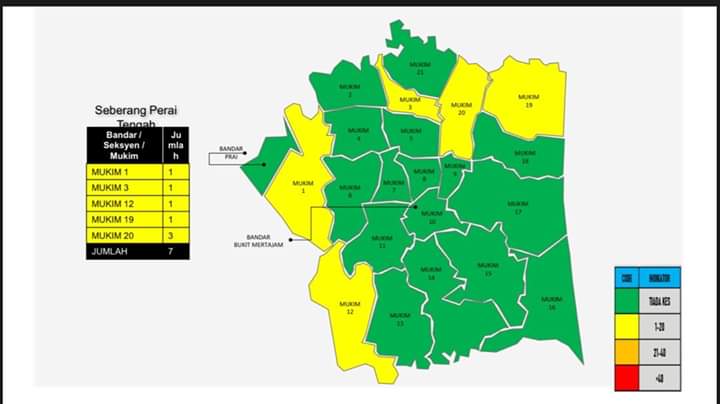 Seberang Perai
Tengah
Bandar / Seksyen / Mukim Jumlah
MUKIM 1 1
MUKIM 3 1
MUKIM 12 1
MUKIM 19 1
MUKIM 20 3
JUMLAH 7
MUKIM 21
MUKIM 2
MUKIM 3
MUKIM 20
MUKIM 19
MUKIM 4
MUKIM 5
BANDAR PRAI
MUKIM 18
MUKIM 1
MUKIM 6
MUKIM 7
MUKIM 8
MUKIM 9
MUKIM 10
MUKIM 17
BANDAR BUKIT MERTAJAM
MUKIM 11
MUKIM 14
MUKIM 15
MUKIM 12
MUKIM 13
MUKIM 16
CODE INDIKATOR
TIADA KES
1-20
21-40
>40